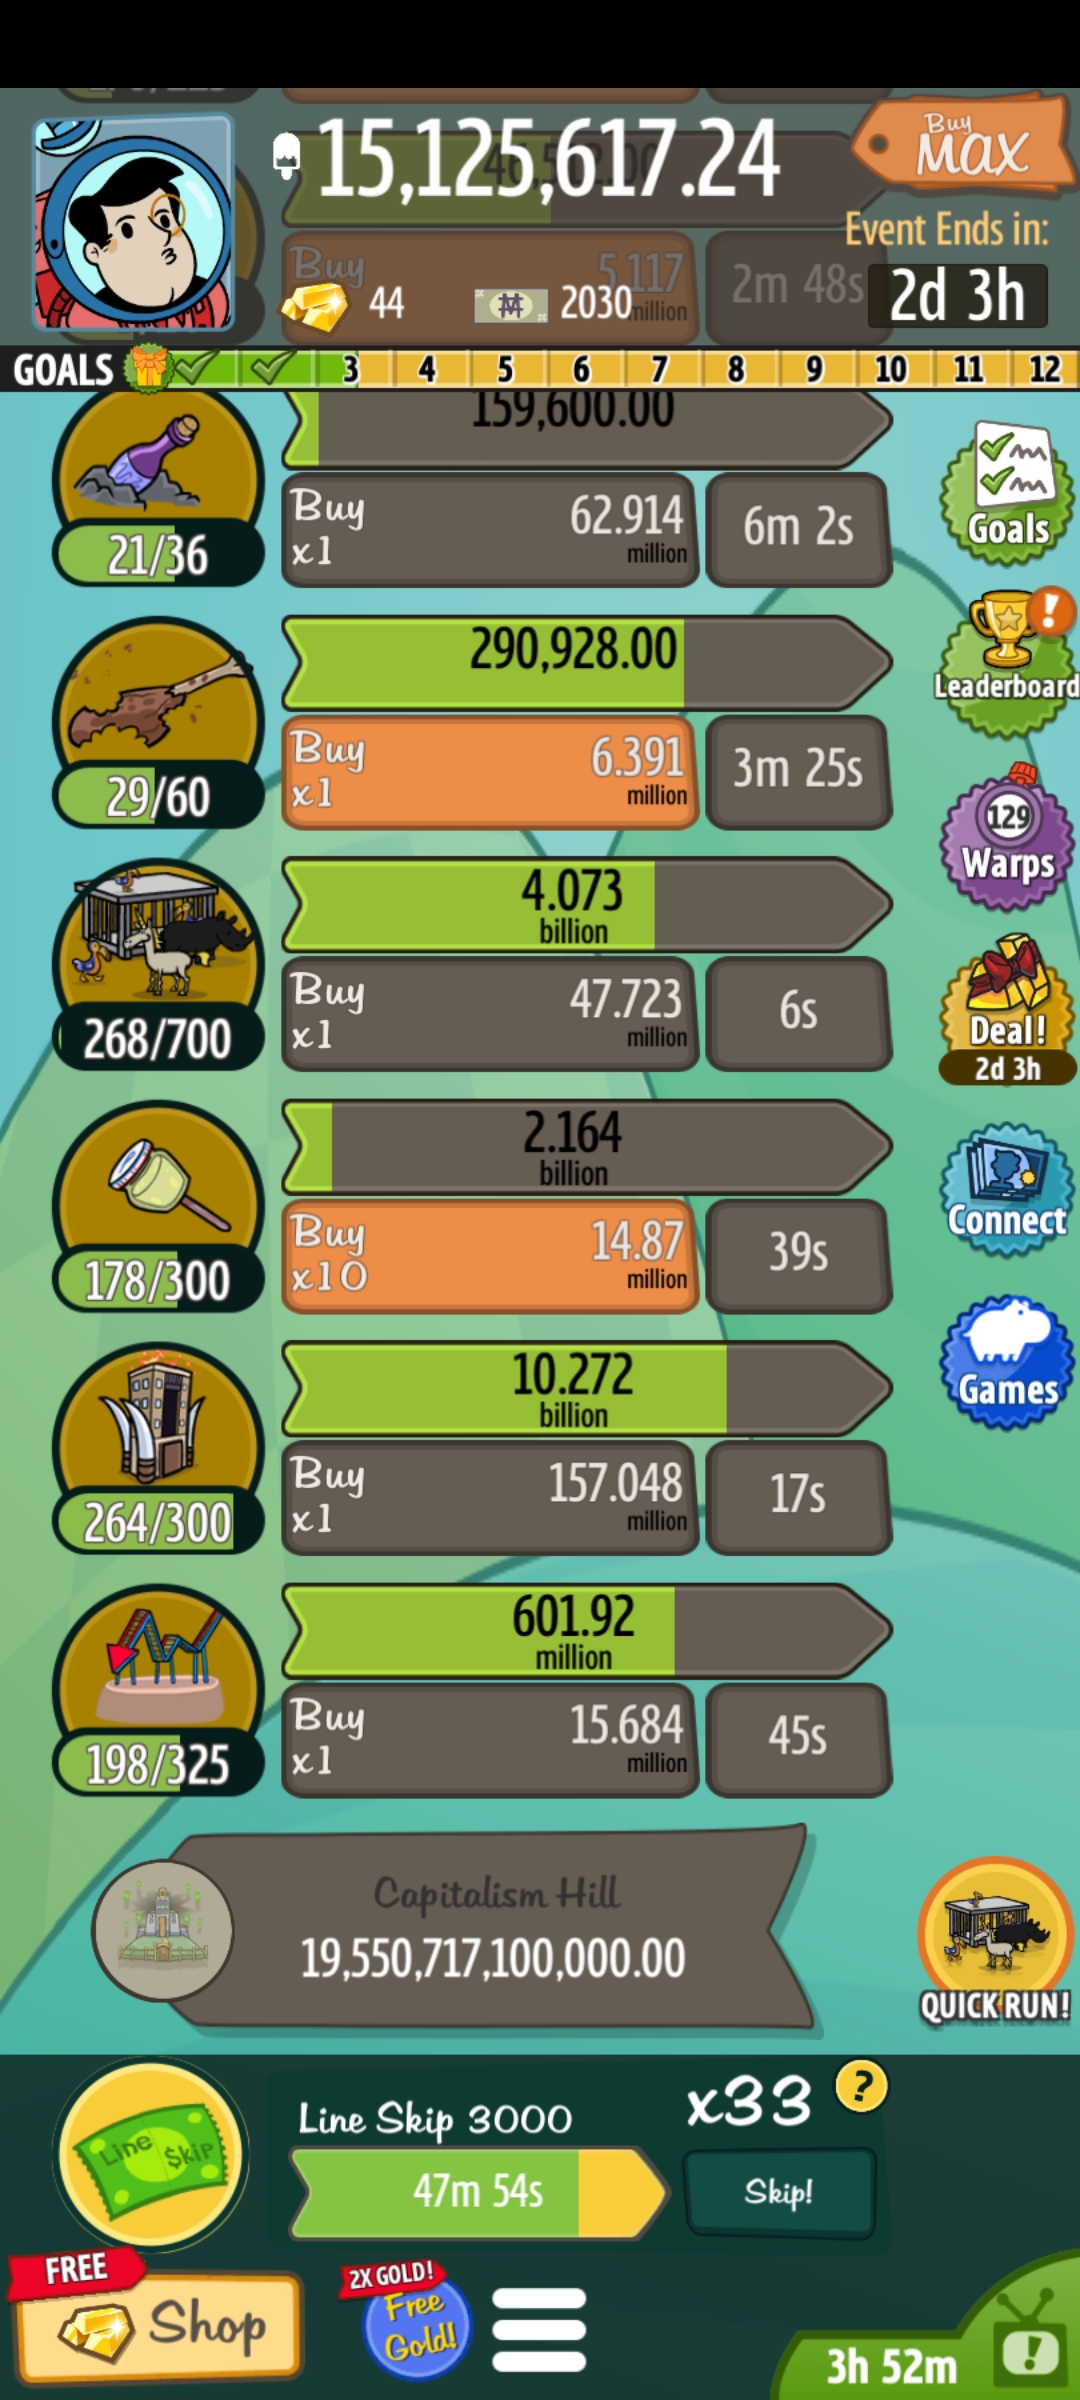 15,125,617.24
Buy
MAX
Event Ends in:
Buy
5.117
million
2m 48s
2d 3h
44
2030
GOALS
3
4
5
6
7
8
9
10
11
12
159,600.00
Buy
x1
62.914
million
6m 2s
21/36
Goals
290,928.00
Buy
x1
6.391
million
3m 25s
29/60
Leaderboard
129
Warps
4.073
billion
Buy
x1
47.723
million
6s
268/700
Deal!
2d 3h
2.164
billion
Buy
x10
14.87
million
39s
178/300
Connect
10.272
billion
Buy
x1
157.048
million
17s
264/300
Games
601.92
million
Buy
x1
15.684
million
45s
198/325
Capitalism Hill
19,550,717,100,000.00
QUICK RUN!
Line $kip
Line Skip 3000
x33
?
47m 54s
Skip!
FREE
Shop
2X GOLD!
Free
Gold!
3h 52m